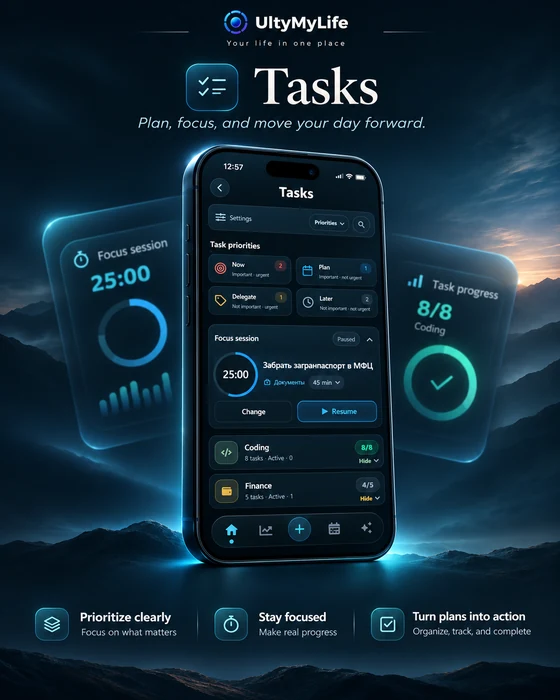 UltyMyLife
Your life in one place
Tasks
Plan, focus, and move your day forward.
12:57
Tasks
Settings
Priorities
Task priorities
Now
2
Important · urgent
Plan
1
Important · not urgent
Delegate
1
Not important · urgent
Later
2
Not important · not urgent
Focus session
Paused
25:00
Забрать загранпаспорт в МФЦ
Документы
45 min
Change
Resume
Coding
8/8
8 tasks · Active · 0
Hide
Finance
4/5
5 tasks · Active · 1
Hide
Focus session
25:00
Task progress
8/8
Coding
Prioritize clearly
Focus on what matters
Stay focused
Make real progress
Turn plans into action
Organize, track, and complete